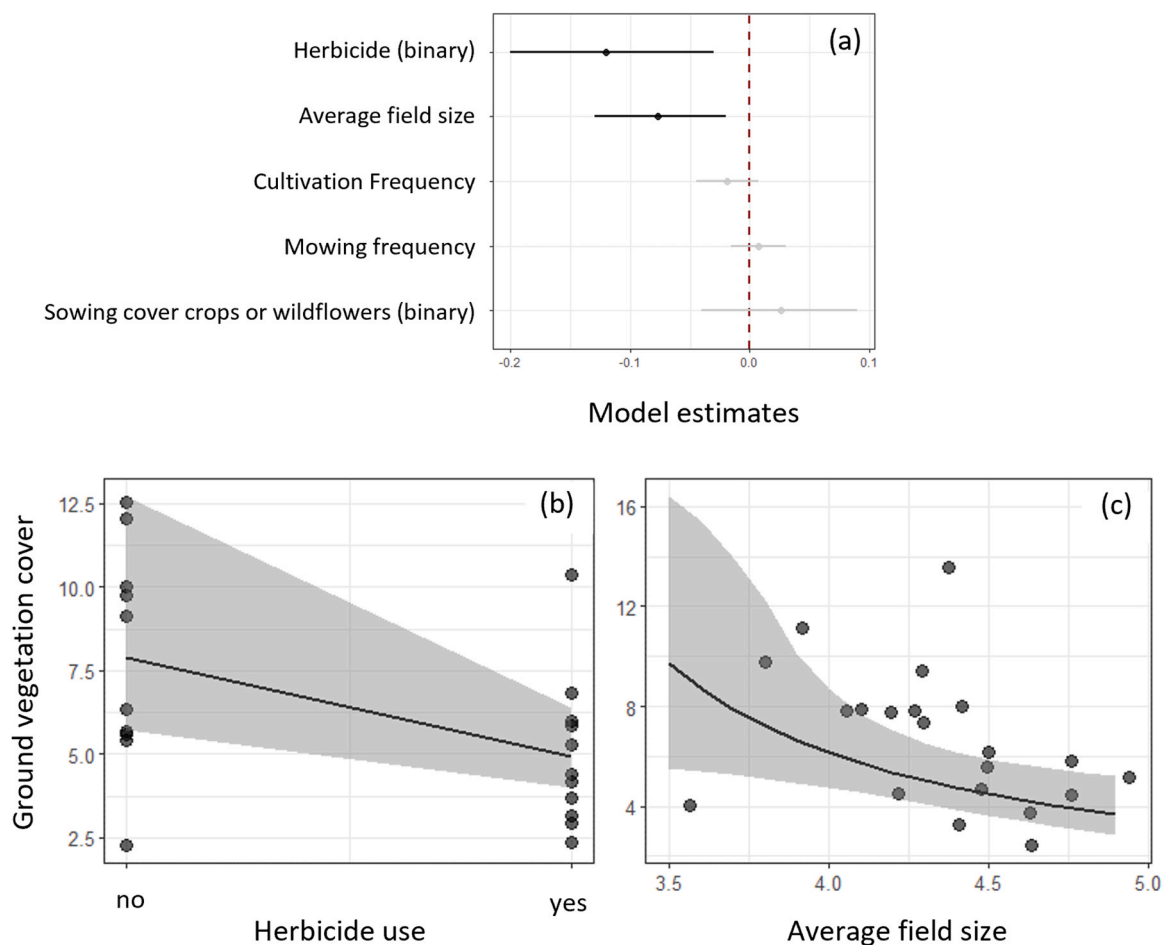 (a)
Herbicide (binary)
Average field size
Cultivation Frequency
Mowing frequency
Sowing cover crops or wildflowers (binary)
-0.2 -0.1 0.0 0.1
Model estimates
(b)
12.5
10.0
7.5
5.0
2.5
Ground vegetation cover
no yes
Herbicide use
(c)
16
12
8
4
3.5 4.0 4.5 5.0
Average field size